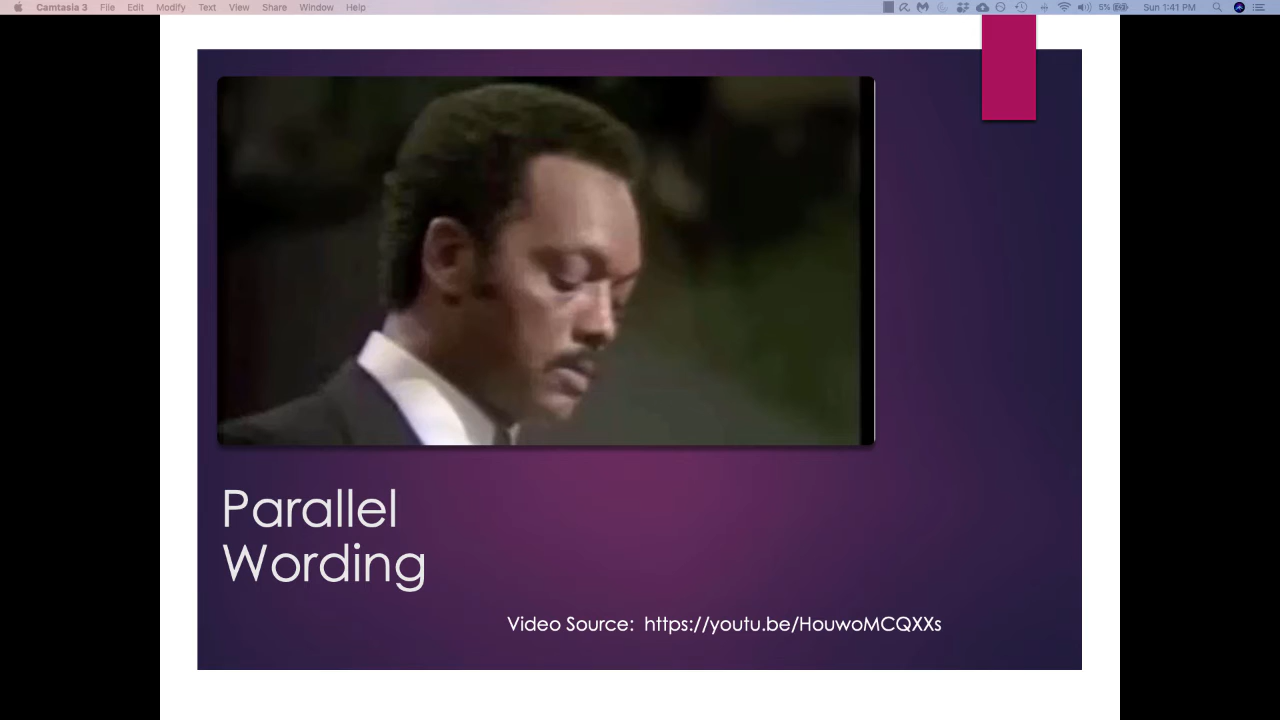 Camtasia 3 File Edit Modify Text View Share Window Help 5% Sun 1:41 PM
Parallel
Wording
Video Source: https://youtu.be/HouwoMCQXXs